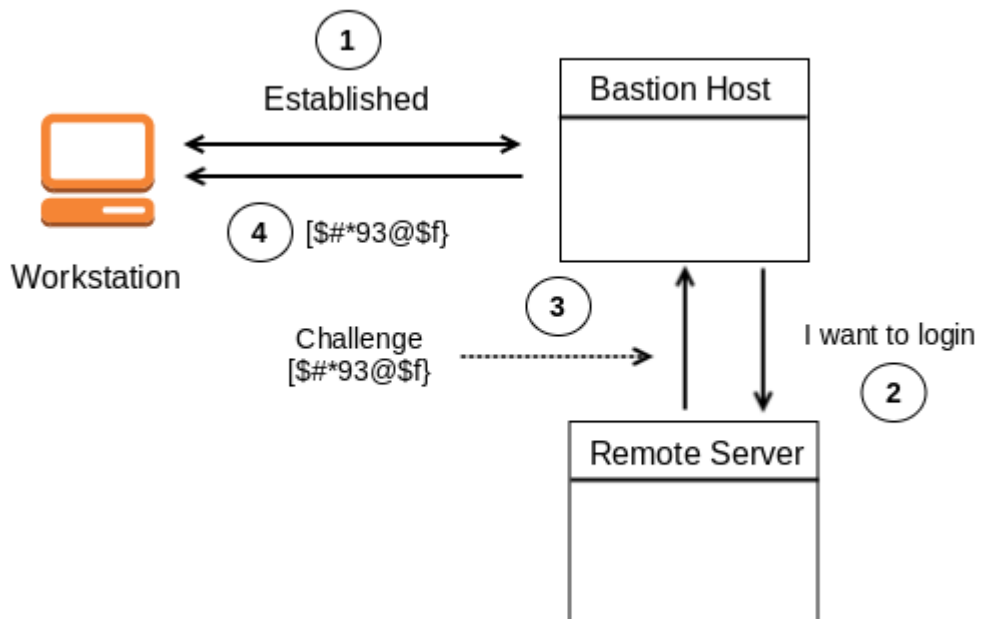 1
Established
Bastion Host
4
[$#*93@$f}
Workstation
3
Challenge
[$#*93@$f}
I want to login
2
Remote Server